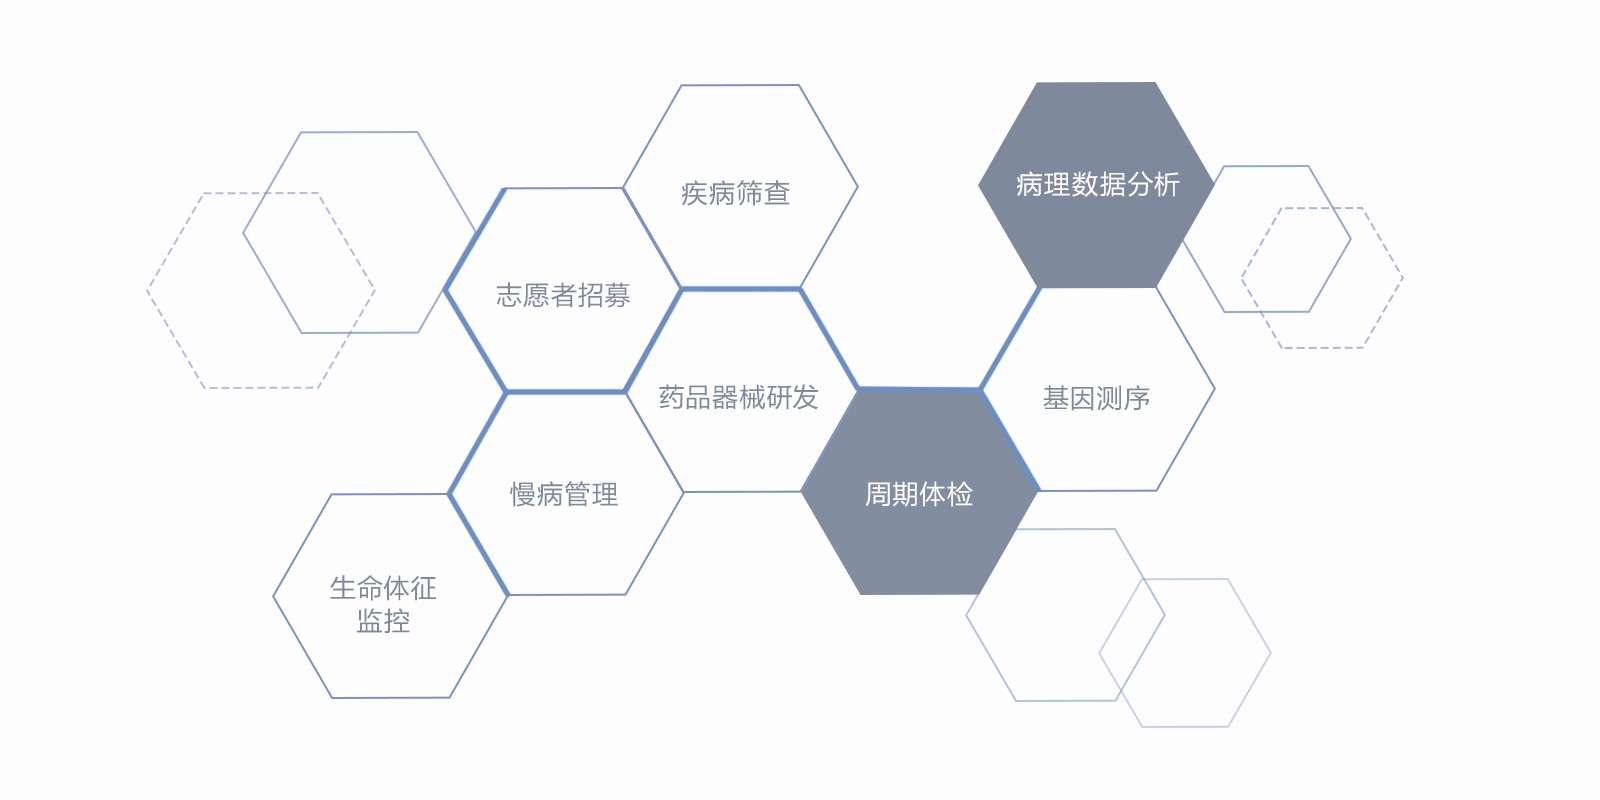 疾病筛查
病理数据分析
志愿者招募
药品器械研发
基因测序
慢病管理
周期体检
生命体征
监控